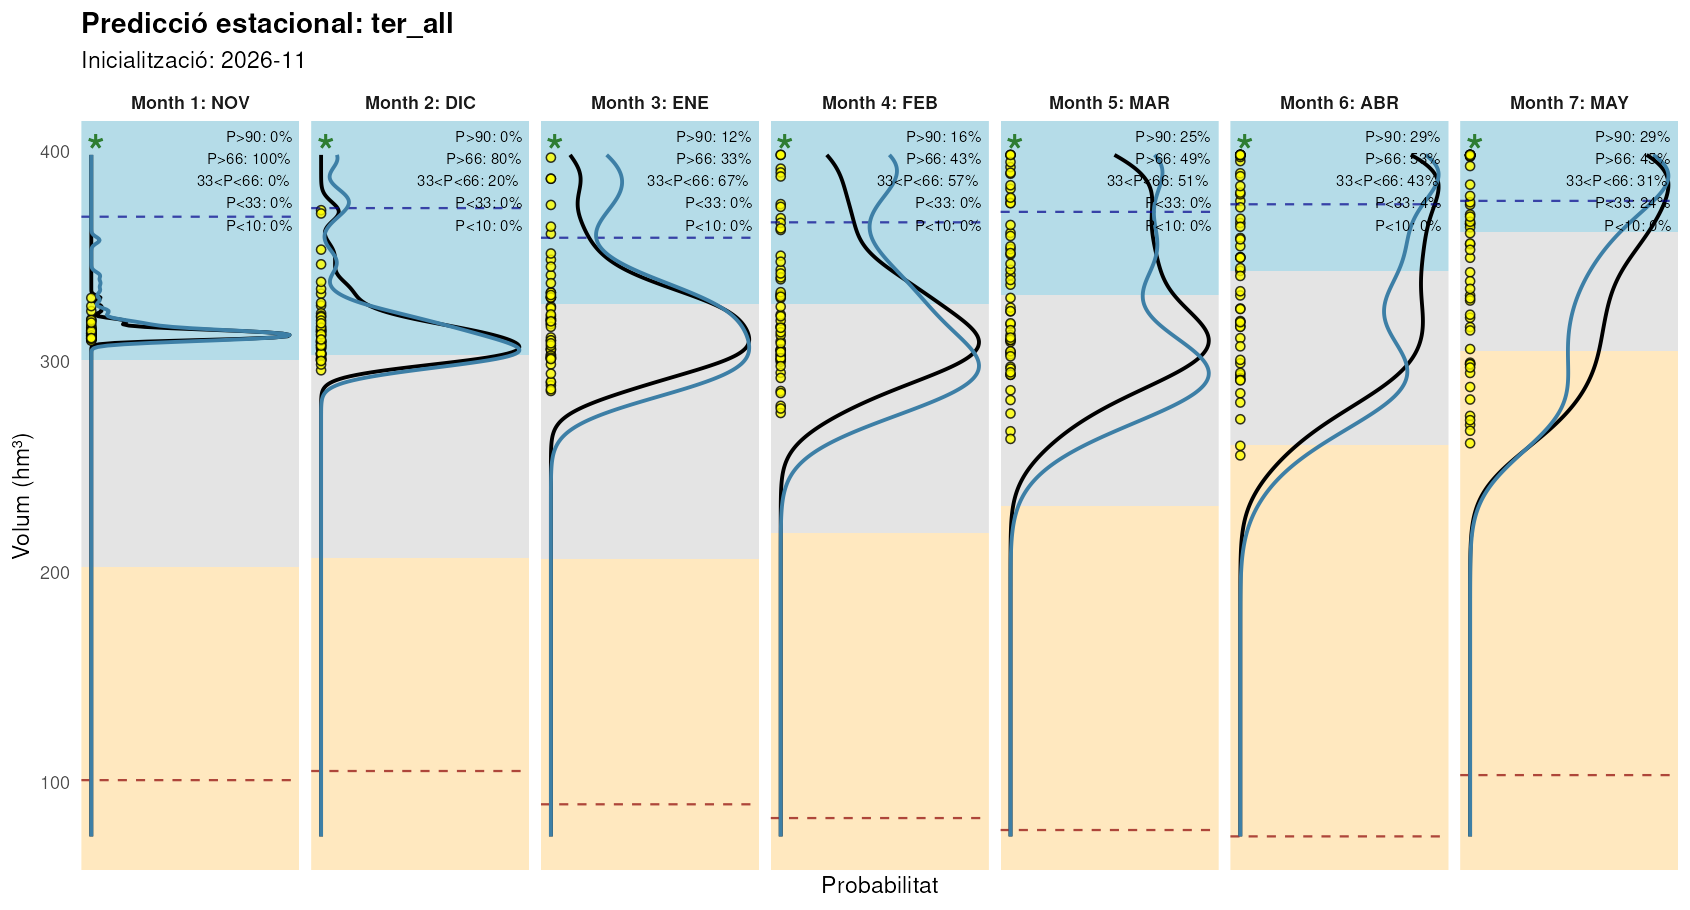 Predicció estacional: ter_all
Inicialització: 2026-11
Month 1: NOV
Month 2: DIC
Month 3: ENE
Month 4: FEB
Month 5: MAR
Month 6: ABR
Month 7: MAY
*
P>90: 0%
P>66: 100%
33<P<66: 0%
P<33: 0%
P<10: 0%
*
P>90: 0%
P>66: 80%
33<P<66: 20%
P<33: 0%
P<10: 0%
*
P>90: 12%
P>66: 33%
33<P<66: 67%
P<33: 0%
P<10: 0%
*
P>90: 16%
P>66: 43%
33<P<66: 57%
P<33: 0%
P<10: 0%
*
P>90: 25%
P>66: 49%
33<P<66: 51%
P<33: 0%
P<10: 0%
*
P>90: 29%
P>66: 53%
33<P<66: 43%
P<33: 4%
P<10: 0%
*
P>90: 29%
P>66: 45%
33<P<66: 31%
P<33: 24%
P<10: 0%
400
300
200
100
Volum (hm³)
Probabilitat